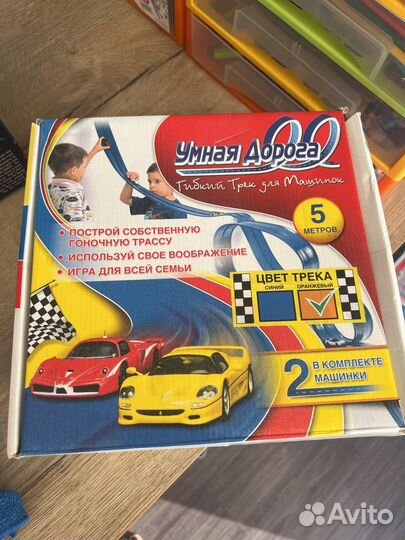 Умная Дорога
Гибкий Трек для Машинок
5
МЕТРОВ
• ПОСТРОЙ СОБСТВЕННУЮ
ГОНОЧНУЮ ТРАССУ
• ИСПОЛЬЗУЙ СВОЕ ВООБРАЖЕНИЕ
• ИГРА ДЛЯ ВСЕЙ СЕМЬИ
ЦВЕТ ТРЕКА
СИНИЙ ОРАНЖЕВЫЙ
2 В КОМПЛЕКТЕ
МАШИНКИ
Avito